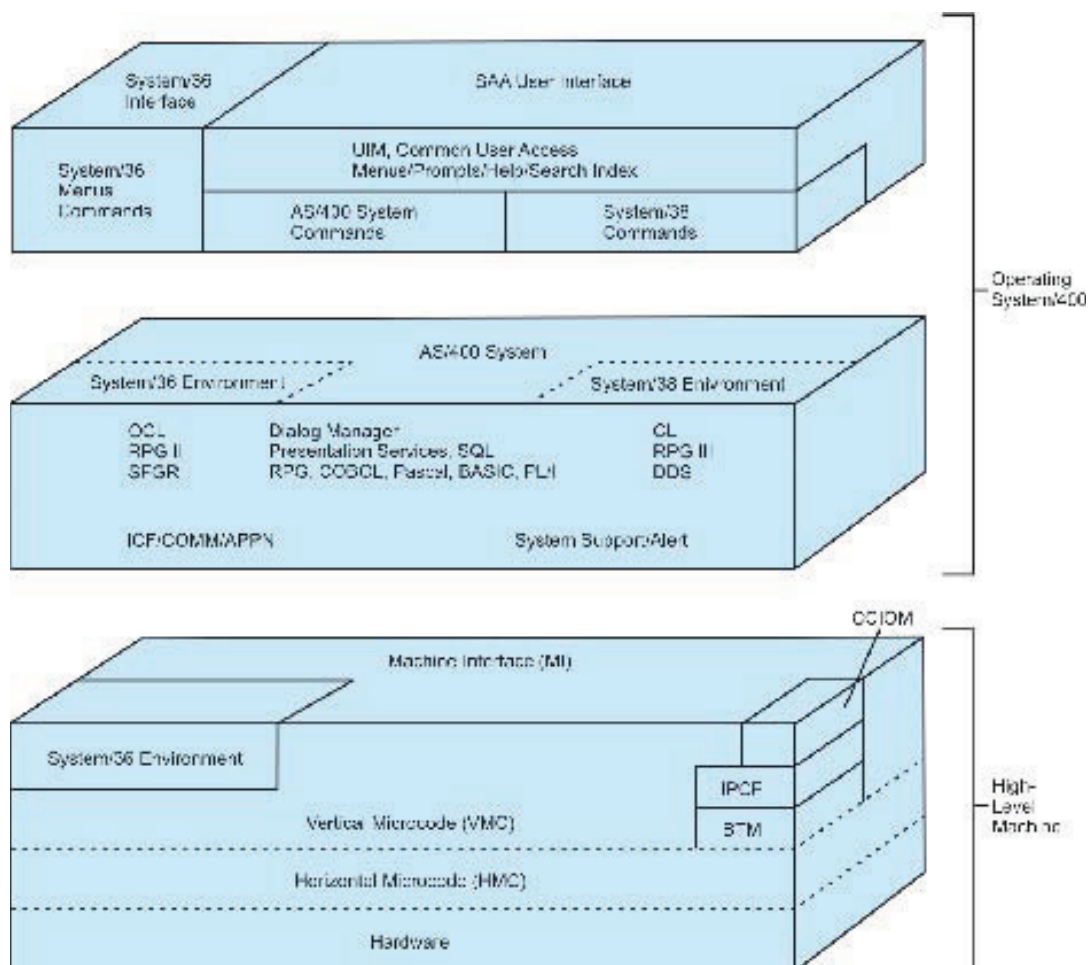 System/36
Interface
SAA User Interface
System/36
Menus
Commands
UIM, Common User Access
Menus/Prompts/Help/Search Index
AS/400 System
Commands
System/38
Commands
Operating
System/400
AS/400 System
System/36 Environment
System/38 Enivronment
OCL
RPG II
SFGR
Dialog Manager
Presentation Services, SQL
RPG, COBOL, Pascal, BASIC, PL/I
CL
RPG III
DDS
ICF/COMM/APPN
System Support/Alert
CCIOM
Machine Interface (MI)
System/36 Environment
IPCF
BTM
Vertical Microcode (VMC)
High-
Level
Machine
Horizontal Microcode (HMC)
Hardware